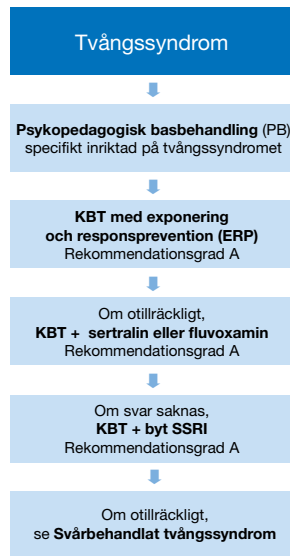 Tvångssyndrom
Psykopedagogisk basbehandling (PB)
specifikt inriktad på tvångssyndromet
KBT med exponering
och responsprevention (ERP)
Rekommendationsgrad A
Om otillräckligt,
KBT + sertralin eller fluvoxamin
Rekommendationsgrad A
Om svar saknas,
KBT + byt SSRI
Rekommendationsgrad A
Om otillräckligt,
se Svårbehandlat tvångssyndrom